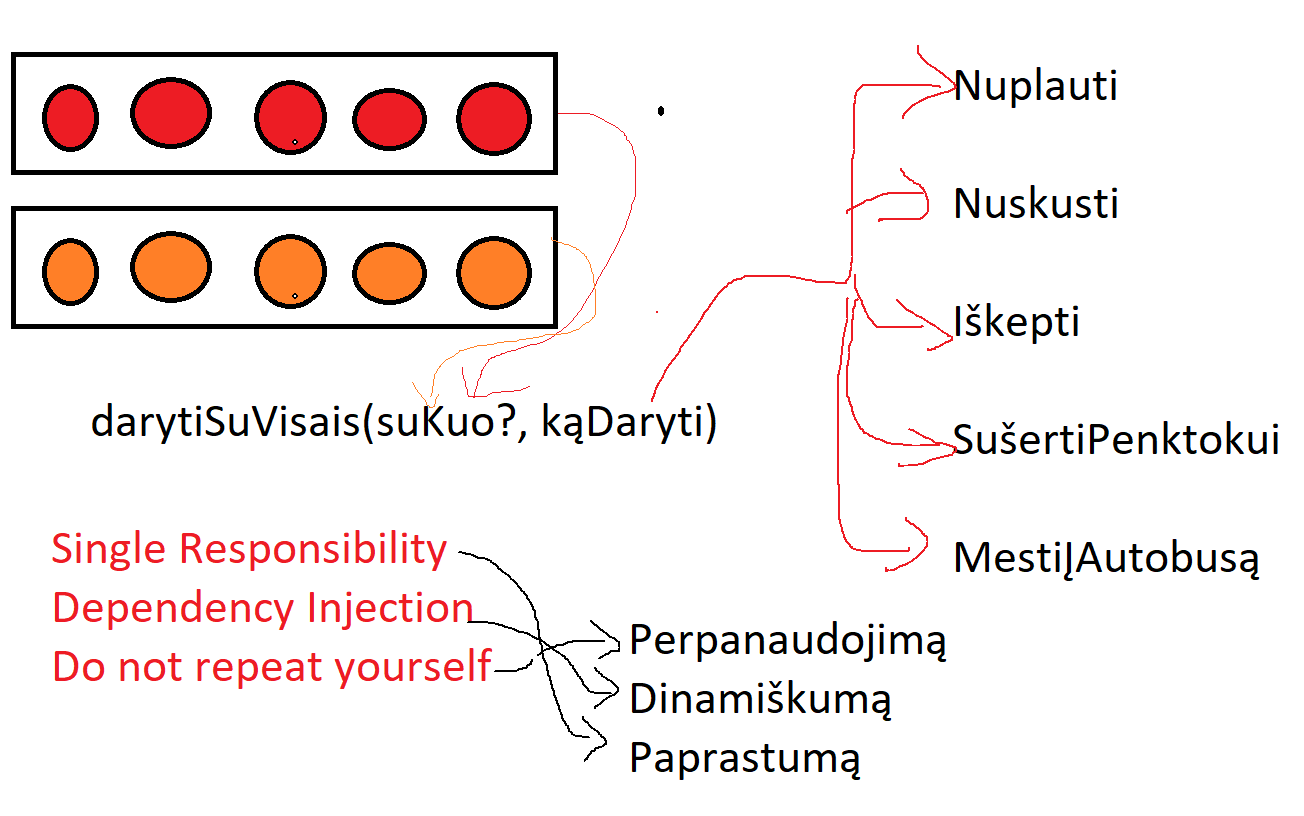 Nuplauti
Nuskusti
Iškepti
darytiSuVisais(suKuo?, kąDaryti)
SušertiPenktokui
MestiĮAutobusą
Single Responsibility
Dependency Injection
Do not repeat yourself
Perpanaudojimą
Dinamiškumą
Paprastumą